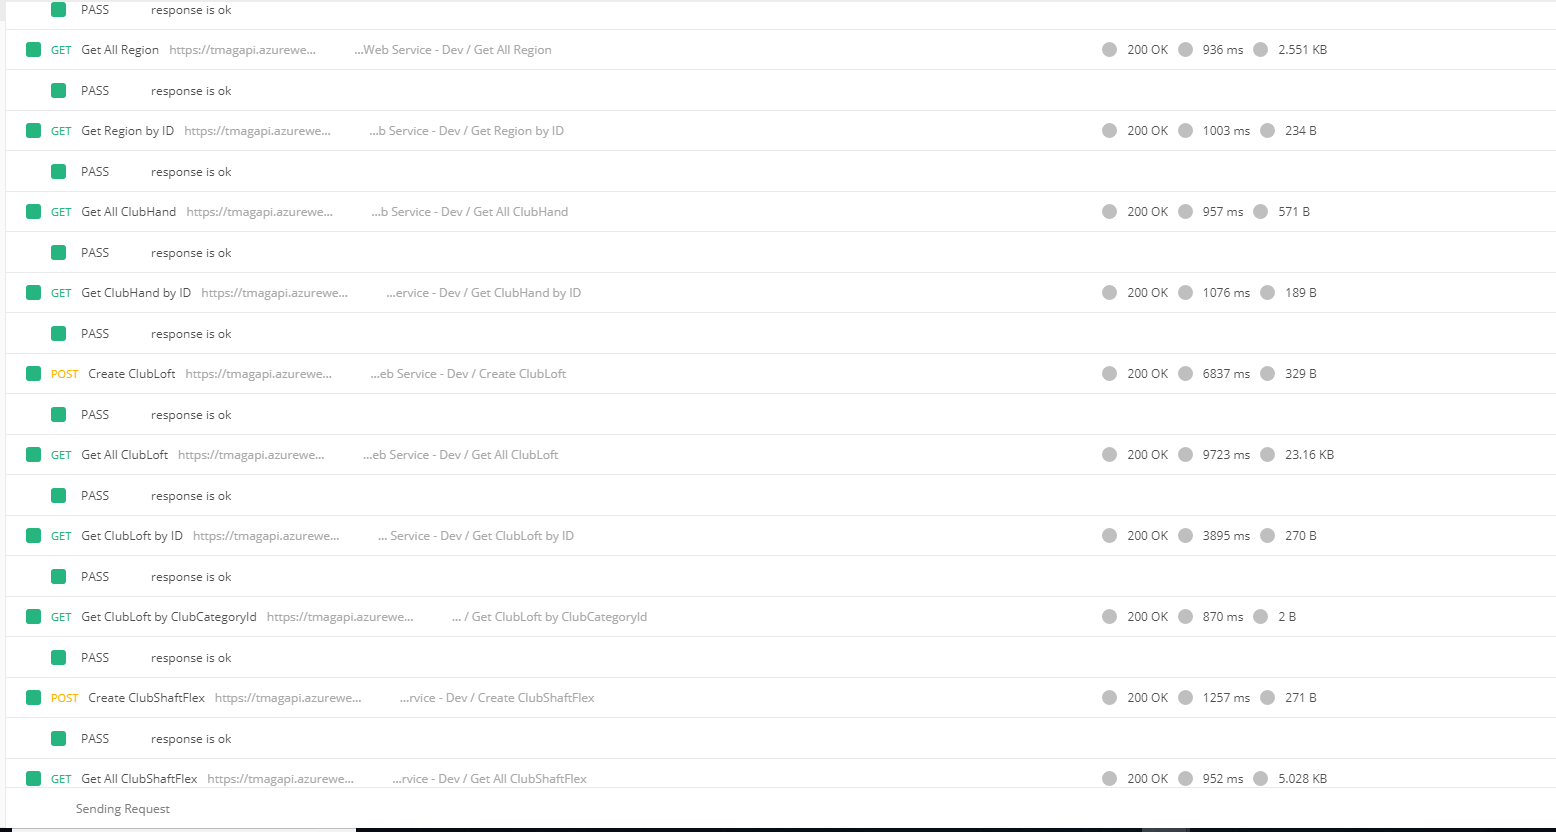 PASS response is ok
GET Get All Region https://tmagapi.azurewe... ...Web Service - Dev / Get All Region 200 OK 936 ms 2.551 KB
PASS response is ok
GET Get Region by ID https://tmagapi.azurewe... ...b Service - Dev / Get Region by ID 200 OK 1003 ms 234 B
PASS response is ok
GET Get All ClubHand https://tmagapi.azurewe... ...b Service - Dev / Get All ClubHand 200 OK 957 ms 571 B
PASS response is ok
GET Get ClubHand by ID https://tmagapi.azurewe... ...ervice - Dev / Get ClubHand by ID 200 OK 1076 ms 189 B
PASS response is ok
POST Create ClubLoft https://tmagapi.azurewe... ...eb Service - Dev / Create ClubLoft 200 OK 6837 ms 329 B
PASS response is ok
GET Get All ClubLoft https://tmagapi.azurewe... ...eb Service - Dev / Get All ClubLoft 200 OK 9723 ms 23.16 KB
PASS response is ok
GET Get ClubLoft by ID https://tmagapi.azurewe... ... Service - Dev / Get ClubLoft by ID 200 OK 3895 ms 270 B
PASS response is ok
GET Get ClubLoft by ClubCategoryId https://tmagapi.azurewe... ... / Get ClubLoft by ClubCategoryId 200 OK 870 ms 2 B
PASS response is ok
POST Create ClubShaftFlex https://tmagapi.azurewe... ...rvice - Dev / Create ClubShaftFlex 200 OK 1257 ms 271 B
PASS response is ok
GET Get All ClubShaftFlex https://tmagapi.azurewe... ...rvice - Dev / Get All ClubShaftFlex 200 OK 952 ms 5.028 KB
Sending Request